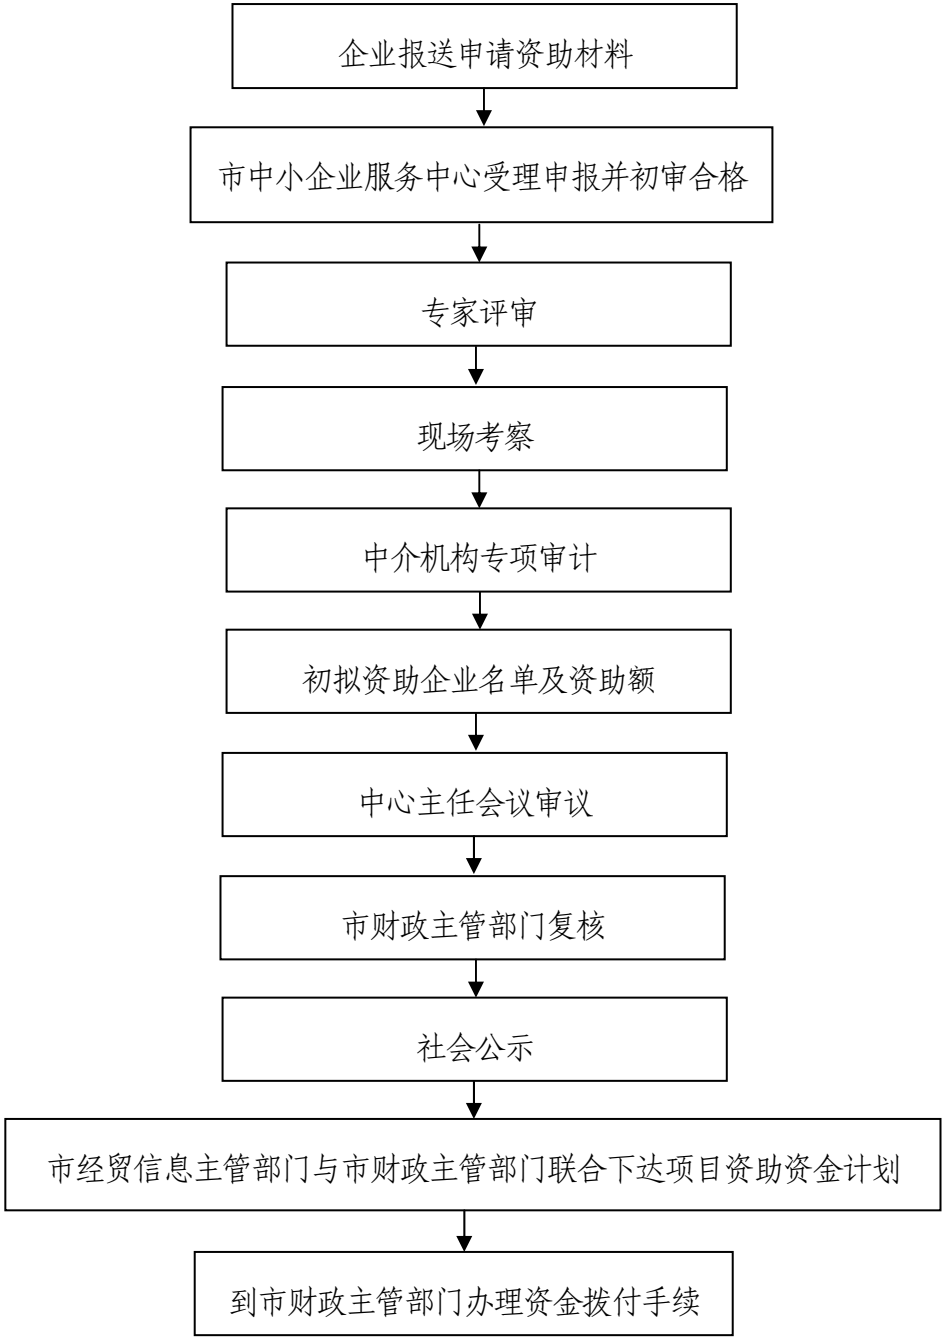 企业报送申请资助材料
市中小企业服务中心受理申报并初审合格
专家评审
现场考察
中介机构专项审计
初拟资助企业名单及资助额
中心主任会议审议
市财政主管部门复核
社会公示
市经贸信息主管部门与市财政主管部门联合下达项目资助资金计划
到市财政主管部门办理资金拨付手续